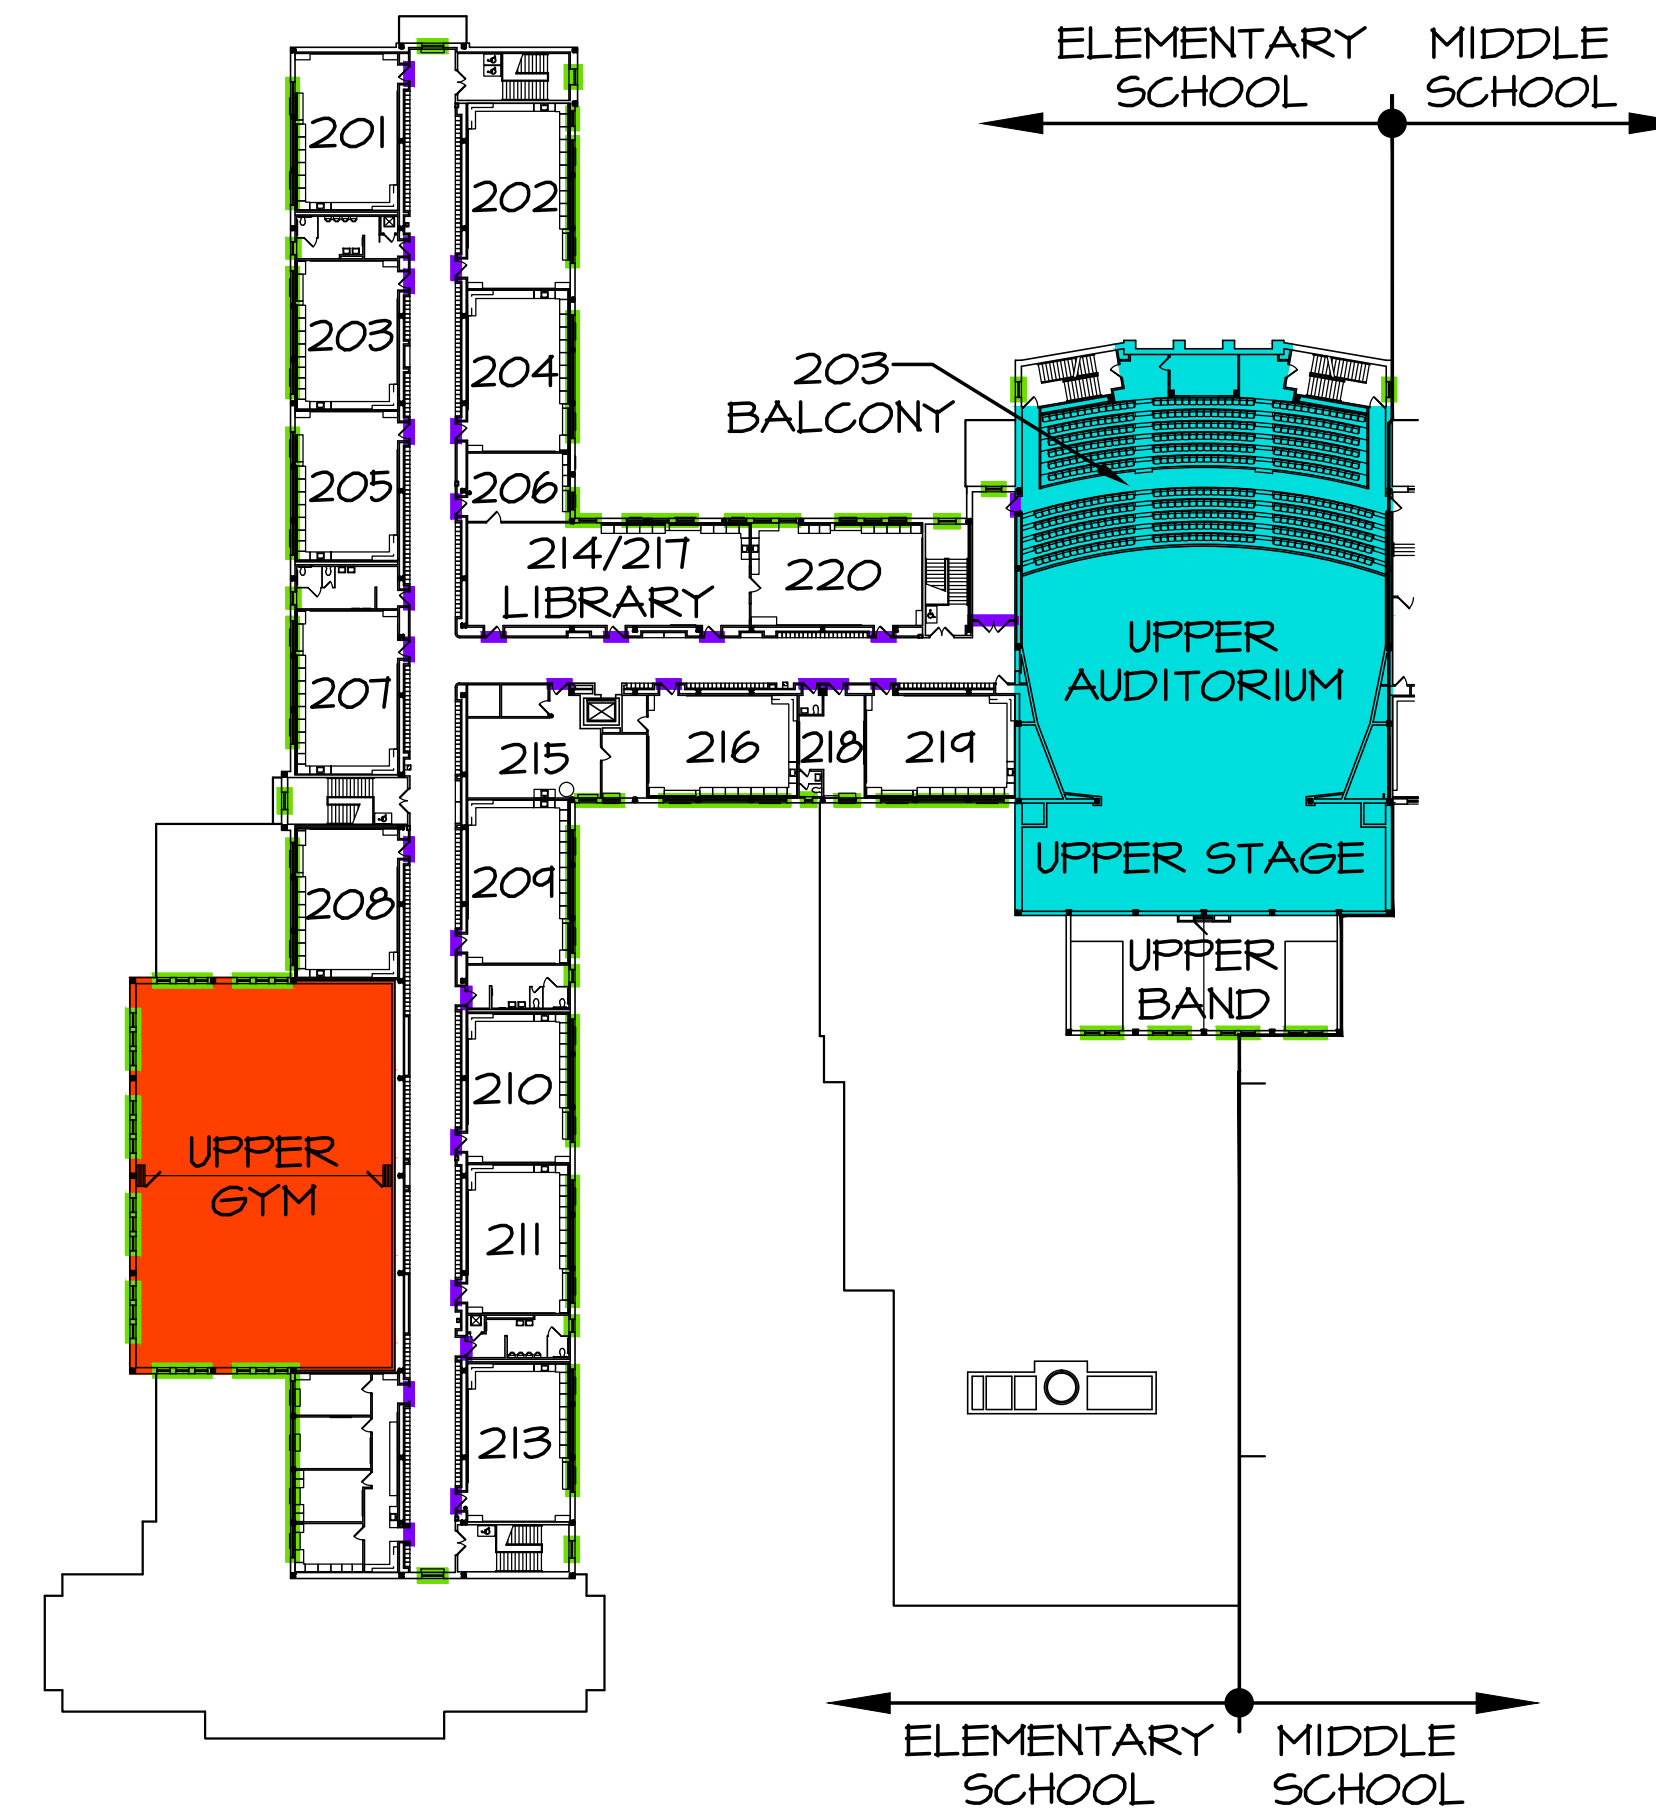 ELEMENTARY SCHOOL
MIDDLE SCHOOL
201
202
203
204
203
BALCONY
205
206
214/217
LIBRARY
220
UPPER
AUDITORIUM
207
215
216
218
219
UPPER STAGE
208
209
UPPER
BAND
210
UPPER
GYM
211
213
ELEMENTARY SCHOOL
MIDDLE SCHOOL